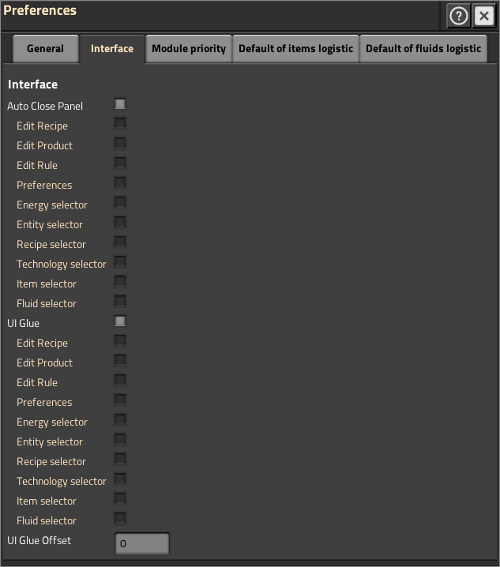 Preferences
General Interface Module priority Default of items logistic Default of fluids logistic
Interface
Auto Close Panel
Edit Recipe
Edit Product
Edit Rule
Preferences
Energy selector
Entity selector
Recipe selector
Technology selector
Item selector
Fluid selector
UI Glue
Edit Recipe
Edit Product
Edit Rule
Preferences
Energy selector
Entity selector
Recipe selector
Technology selector
Item selector
Fluid selector
UI Glue Offset 0